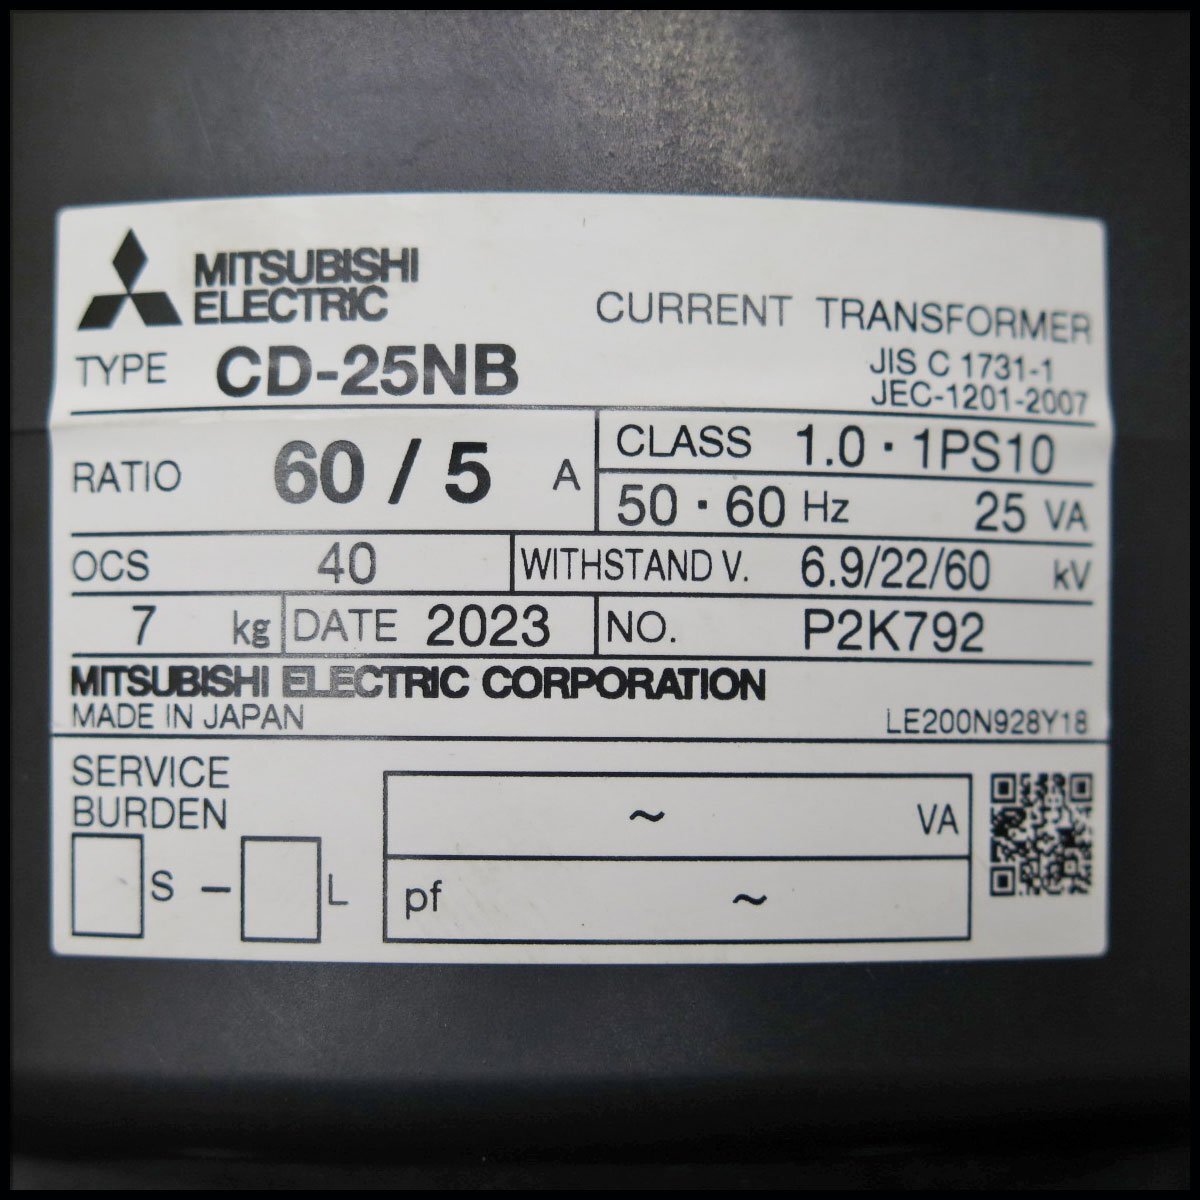 MITSUBISHI
ELECTRIC
CURRENT TRANSFORMER
TYPE CD-25NB
JIS C 1731-1
JEC-1201-2007
RATIO 60 / 5 A
CLASS 1.0・1PS10
50・60 Hz 25 VA
OCS 40 WITHSTAND V. 6.9/22/60 kV
7 kg DATE 2023 NO. P2K792
MITSUBISHI ELECTRIC CORPORATION
MADE IN JAPAN LE200N928Y18
SERVICE
BURDEN
~ VA
S - L
pf ~